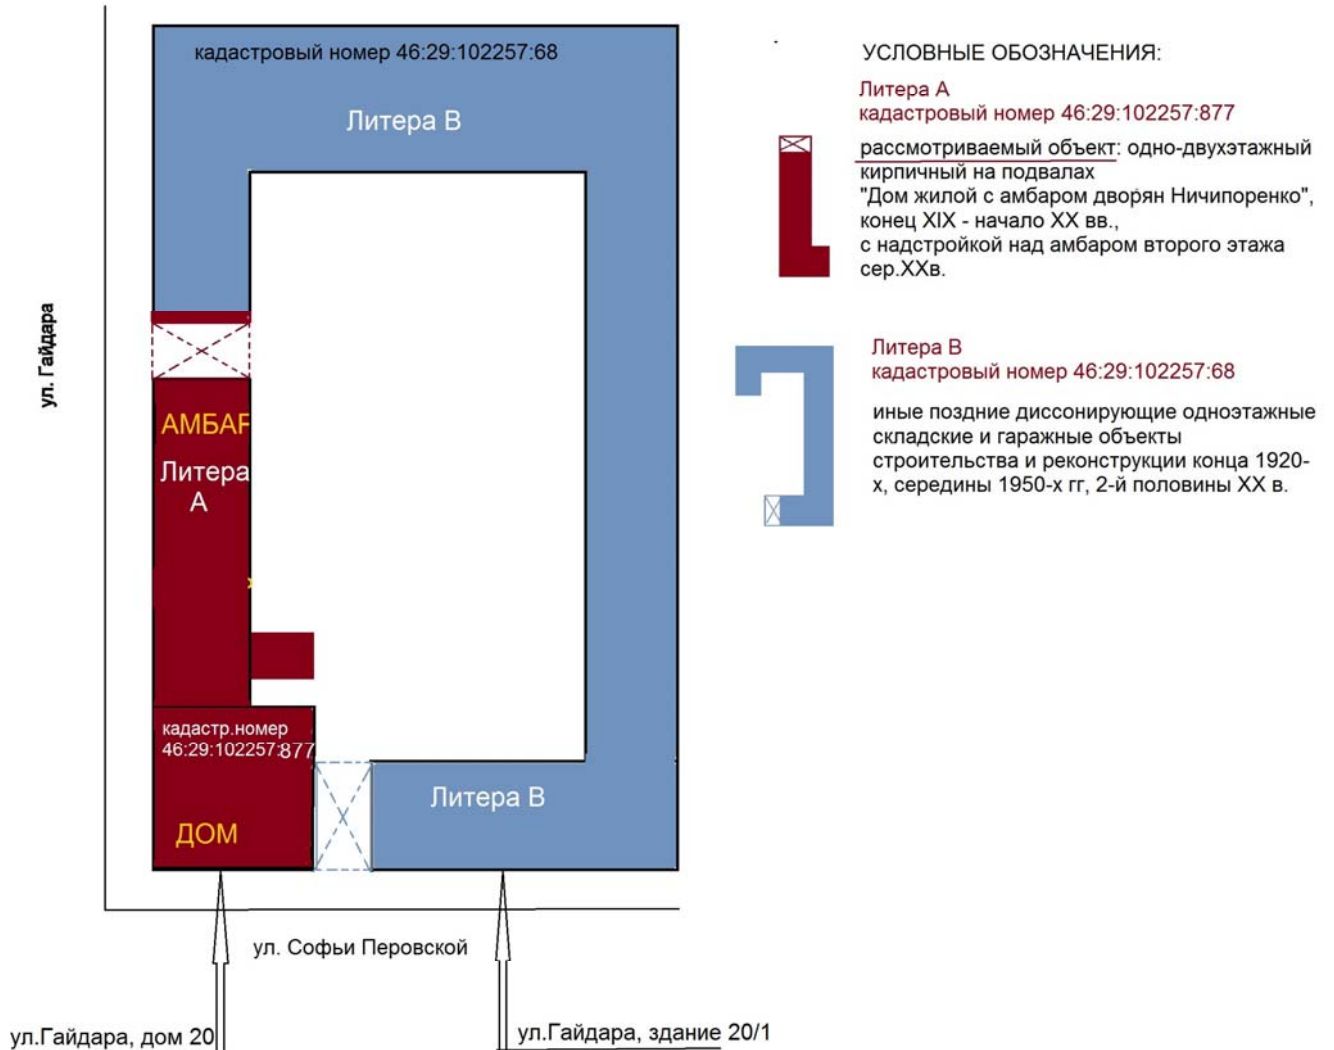 кадастровый номер 46:29:102257:68
Литера В
ул. Гайдара
АМБАР
Литера
А
кадастр.номер
46:29:102257:877
ДОМ
Литера В
ул. Софьи Перовской
ул.Гайдара, дом 20
ул.Гайдара, здание 20/1
УСЛОВНЫЕ ОБОЗНАЧЕНИЯ:
Литера А
кадастровый номер 46:29:102257:877
рассмотриваемый объект: одно-двухэтажный
кирпичный на подвалах
"Дом жилой с амбаром дворян Ничипоренко",
конец XIX - начало XX вв.,
с надстройкой над амбаром второго этажа
сер.XXв.
Литера В
кадастровый номер 46:29:102257:68
иные поздние диссонирующие одноэтажные
складские и гаражные объекты
строительства и реконструкции конца 1920-
х, середины 1950-х гг, 2-й половины XX в.